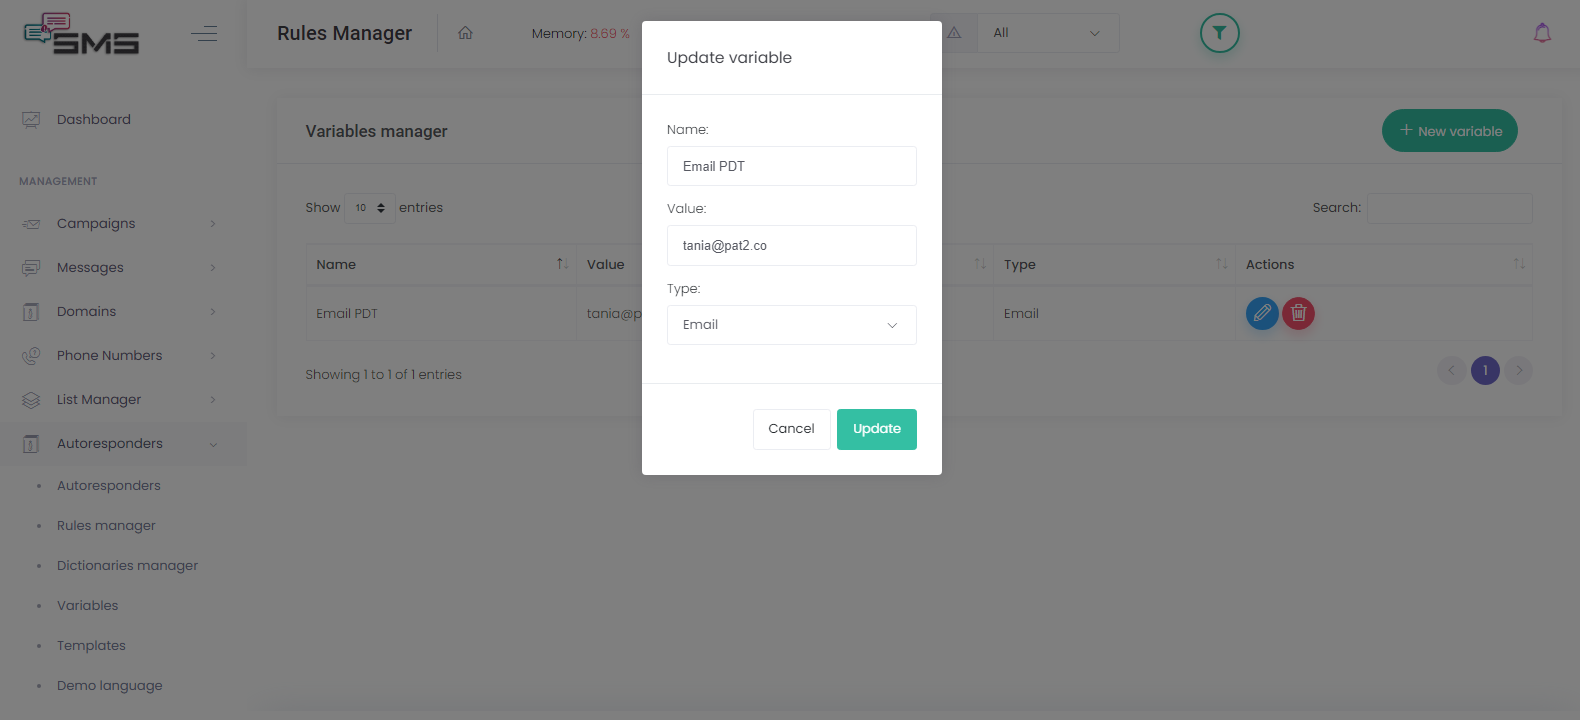 SMS
Rules Manager
Memory: 8.69 %
All
Dashboard
MANAGEMENT
Campaigns
Messages
Domains
Phone Numbers
List Manager
Autoresponders
Autoresponders
Rules manager
Dictionaries manager
Variables
Templates
Demo language
Variables manager
+ New variable
Show 10 entries
Search:
Name
Value
Type
Actions
Email PDT
tania@p
Email
Showing 1 to 1 of 1 entries
1
Update variable
Name:
Email PDT
Value:
tania@pat2.co
Type:
Email
Cancel
Update